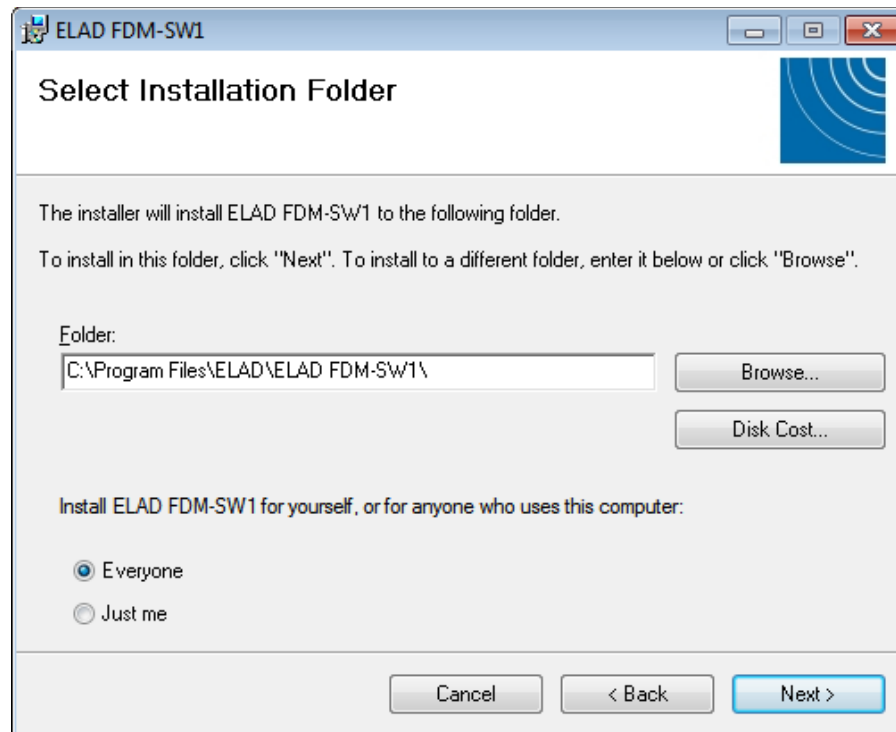 ELAD FDM-SW1
Select Installation Folder
The installer will install ELAD FDM-SW1 to the following folder.
To install in this folder, click "Next". To install to a different folder, enter it below or click "Browse".
Folder:
C:\Program Files\ELAD\ELAD FDM-SW1\
Browse...
Disk Cost...
Install ELAD FDM-SW1 for yourself, or for anyone who uses this computer:
Everyone
Just me
Cancel
< Back
Next >